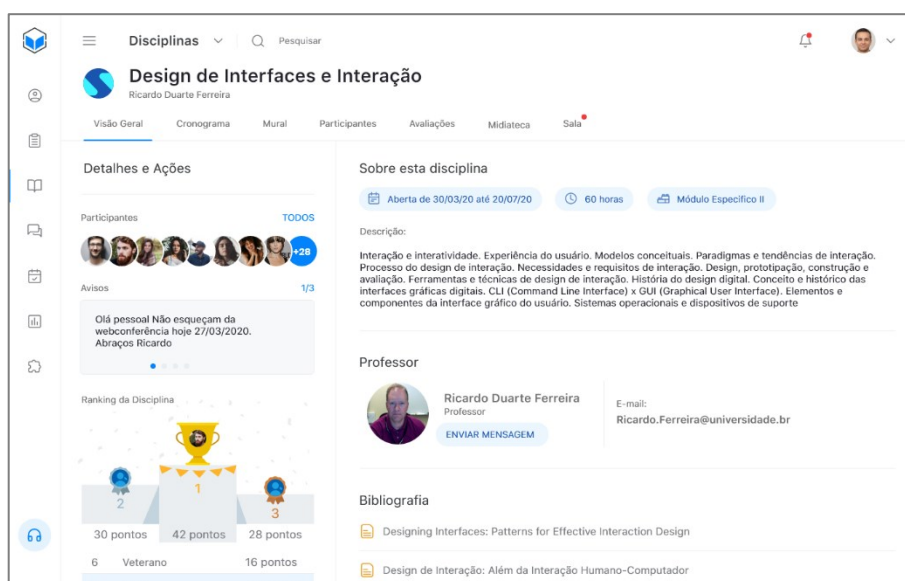 Disciplinas
Pesquisar
Design de Interfaces e Interação
Ricardo Duarte Ferreira
Visão Geral
Cronograma
Mural
Participantes
Avaliações
Midiateca
Sala
Detalhes e Ações
Participantes
TODOS
+28
Avisos
1/3
Olá pessoal Não esqueçam da
webconferência hoje 27/03/2020.
Abraços Ricardo
Ranking da Disciplina
1
2
3
30 pontos
42 pontos
28 pontos
6 Veterano 16 pontos
Sobre esta disciplina
Aberta de 30/03/20 até 20/07/20
60 horas
Módulo Específico II
Descrição:
Interação e interatividade. Experiência do usuário. Modelos conceituais. Paradigmas e tendências de interação.
Processo do design de interação. Necessidades e requisitos de interação. Design, prototipação, construção e
avaliação. Ferramentas e técnicas de design de interação. História do design digital. Conceito e histórico das
interfaces gráficas digitais. CLI (Command Line Interface) x GUI (Graphical User Interface). Elementos e
componentes da interface gráfico do usuário. Sistemas operacionais e dispositivos de suporte
Professor
Ricardo Duarte Ferreira
Professor
ENVIAR MENSAGEM
E-mail:
Ricardo.Ferreira@universidade.br
Bibliografia
Designing Interfaces: Patterns for Effective Interaction Design
Design de Interação: Além da Interação Humano-Computador